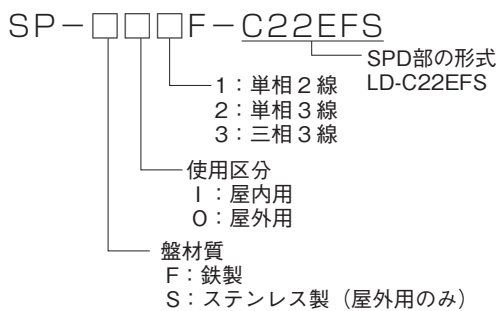 SP−□□□F−C22EFS
SPD部の形式
LD-C22EFS
1：単相2線
2：単相3線
3：三相3線
使用区分
I：屋内用
O：屋外用
盤材質
F：鉄製
S：ステンレス製（屋外用のみ）